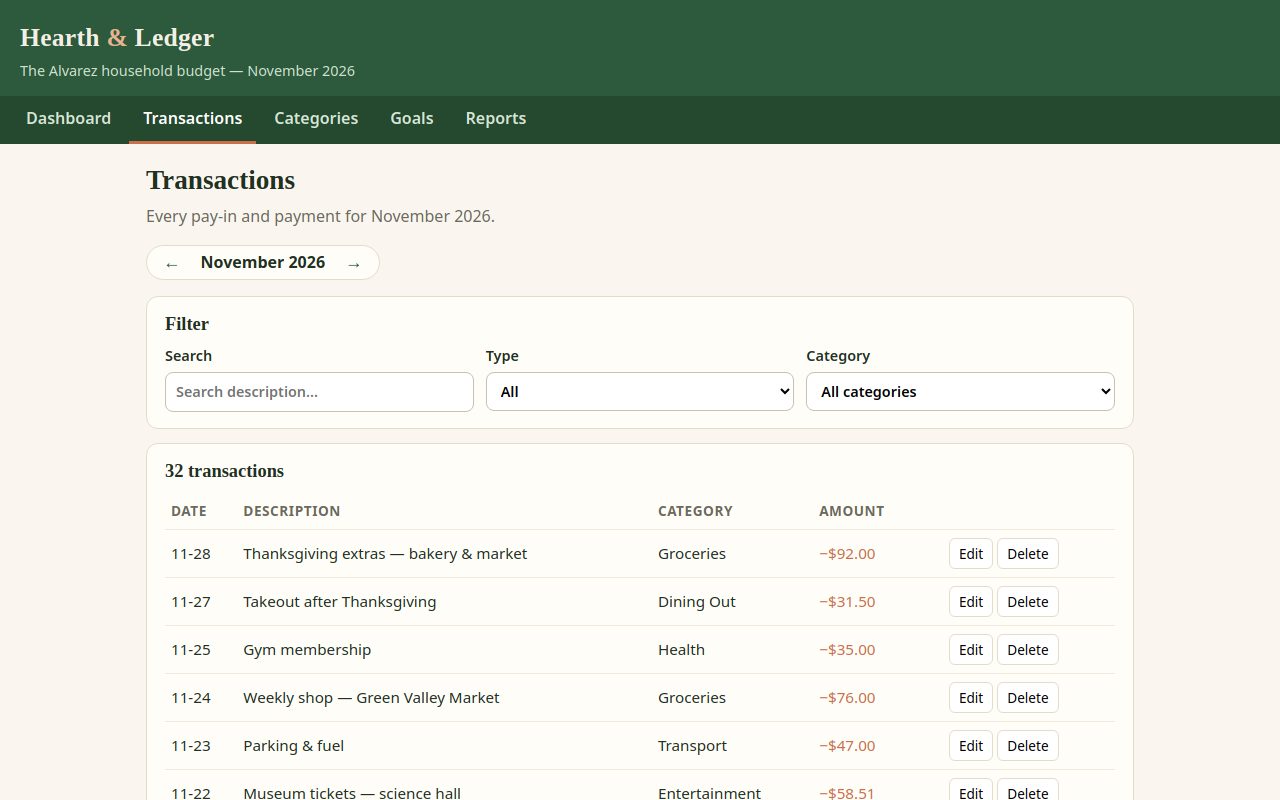 Hearth & Ledger
The Alvarez household budget — November 2026
Dashboard Transactions Categories Goals Reports
Transactions
Every pay-in and payment for November 2026.
← November 2026 →
Filter
Search Type Category
Search description... All All categories
32 transactions
DATE DESCRIPTION CATEGORY AMOUNT
11-28 Thanksgiving extras — bakery & market Groceries −$92.00 Edit Delete
11-27 Takeout after Thanksgiving Dining Out −$31.50 Edit Delete
11-25 Gym membership Health −$35.00 Edit Delete
11-24 Weekly shop — Green Valley Market Groceries −$76.00 Edit Delete
11-23 Parking & fuel Transport −$47.00 Edit Delete
11-22 Museum tickets — science hall Entertainment −$58.51 Edit Delete